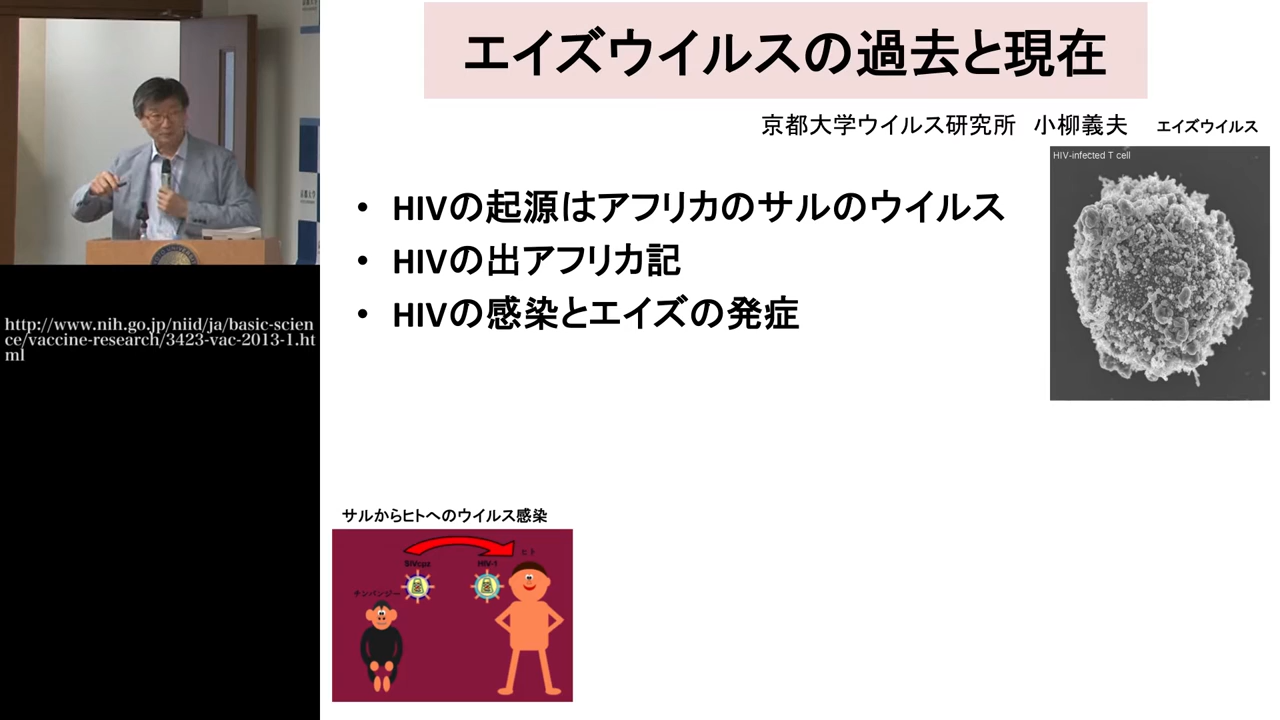 エイズウイルスの過去と現在
京都大学ウイルス研究所　小柳義夫
エイズウイルス
HIV-infected T cell
• HIVの起源はアフリカのサルのウイルス
• HIVの出アフリカ記
• HIVの感染とエイズの発症
http://www.nih.go.jp/niid/ja/basic-scien
ce/vaccine-research/3423-vac-2013-1.ht
ml
サルからヒトへのウイルス感染
ヒト
SIVcpz
HIV-1
チンパンジー